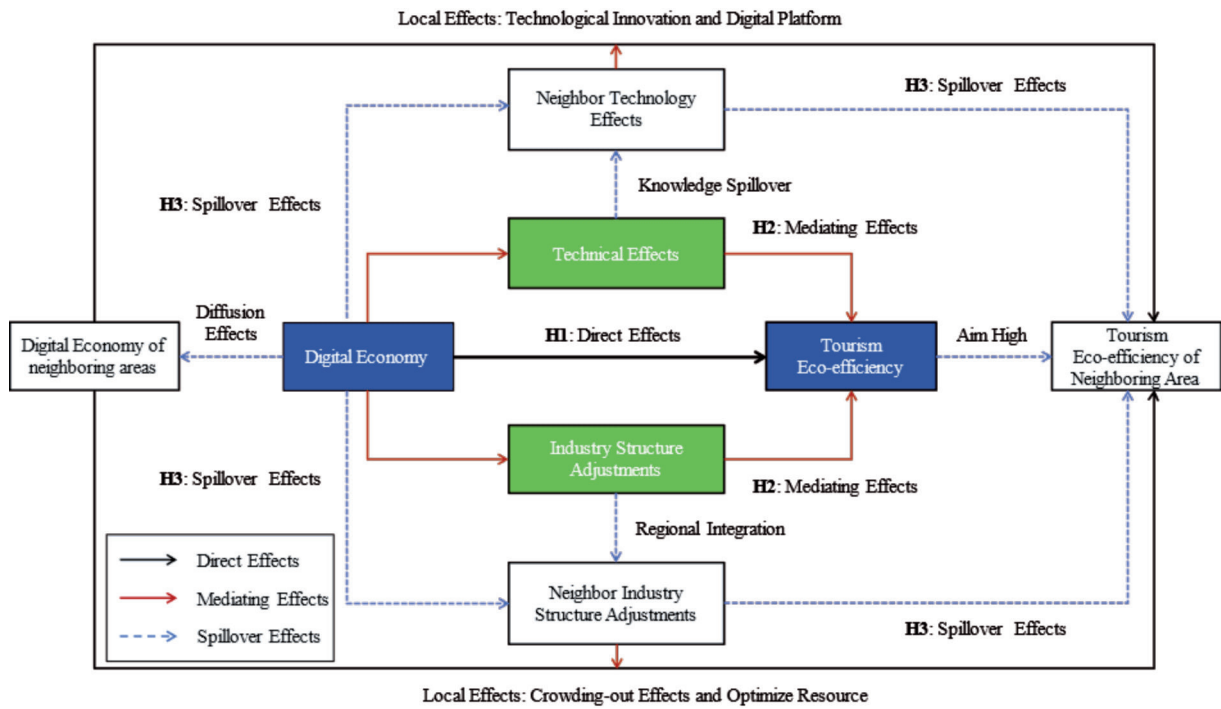 Local Effects: Technological Innovation and Digital Platform
Neighbor Technology
Effects
H3: Spillover Effects
Knowledge Spillover
H3: Spillover Effects
Technical Effects
H2: Mediating Effects
Diffusion
Effects
Digital Economy of
neighboring areas
Digital Economy
H1: Direct Effects
Tourism
Eco-efficiency
Aim High
Tourism
Eco-efficiency of
Neighboring Area
Industry Structure
Adjustments
H3: Spillover Effects
H2: Mediating Effects
Regional Integration
Direct Effects
Mediating Effects
Spillover Effects
Neighbor Industry
Structure Adjustments
H3: Spillover Effects
Local Effects: Crowding-out Effects and Optimize Resource